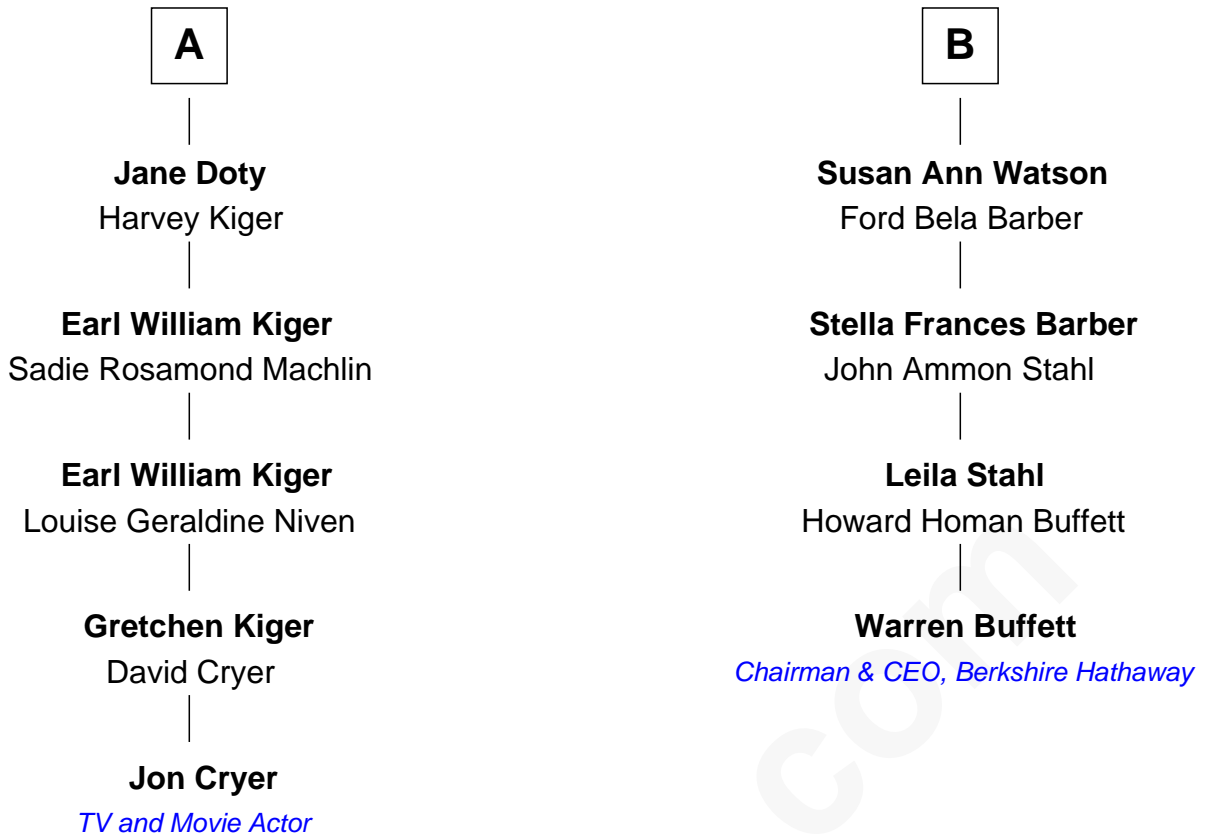 A
Jane Doty
Harvey Kiger
Earl William Kiger
Sadie Rosamond Machlin
Earl William Kiger
Louise Geraldine Niven
Gretchen Kiger
David Cryer
Jon Cryer
TV and Movie Actor
B
Susan Ann Watson
Ford Bela Barber
Stella Frances Barber
John Ammon Stahl
Leila Stahl
Howard Homan Buffett
Warren Buffett
Chairman & CEO, Berkshire Hathaway
com